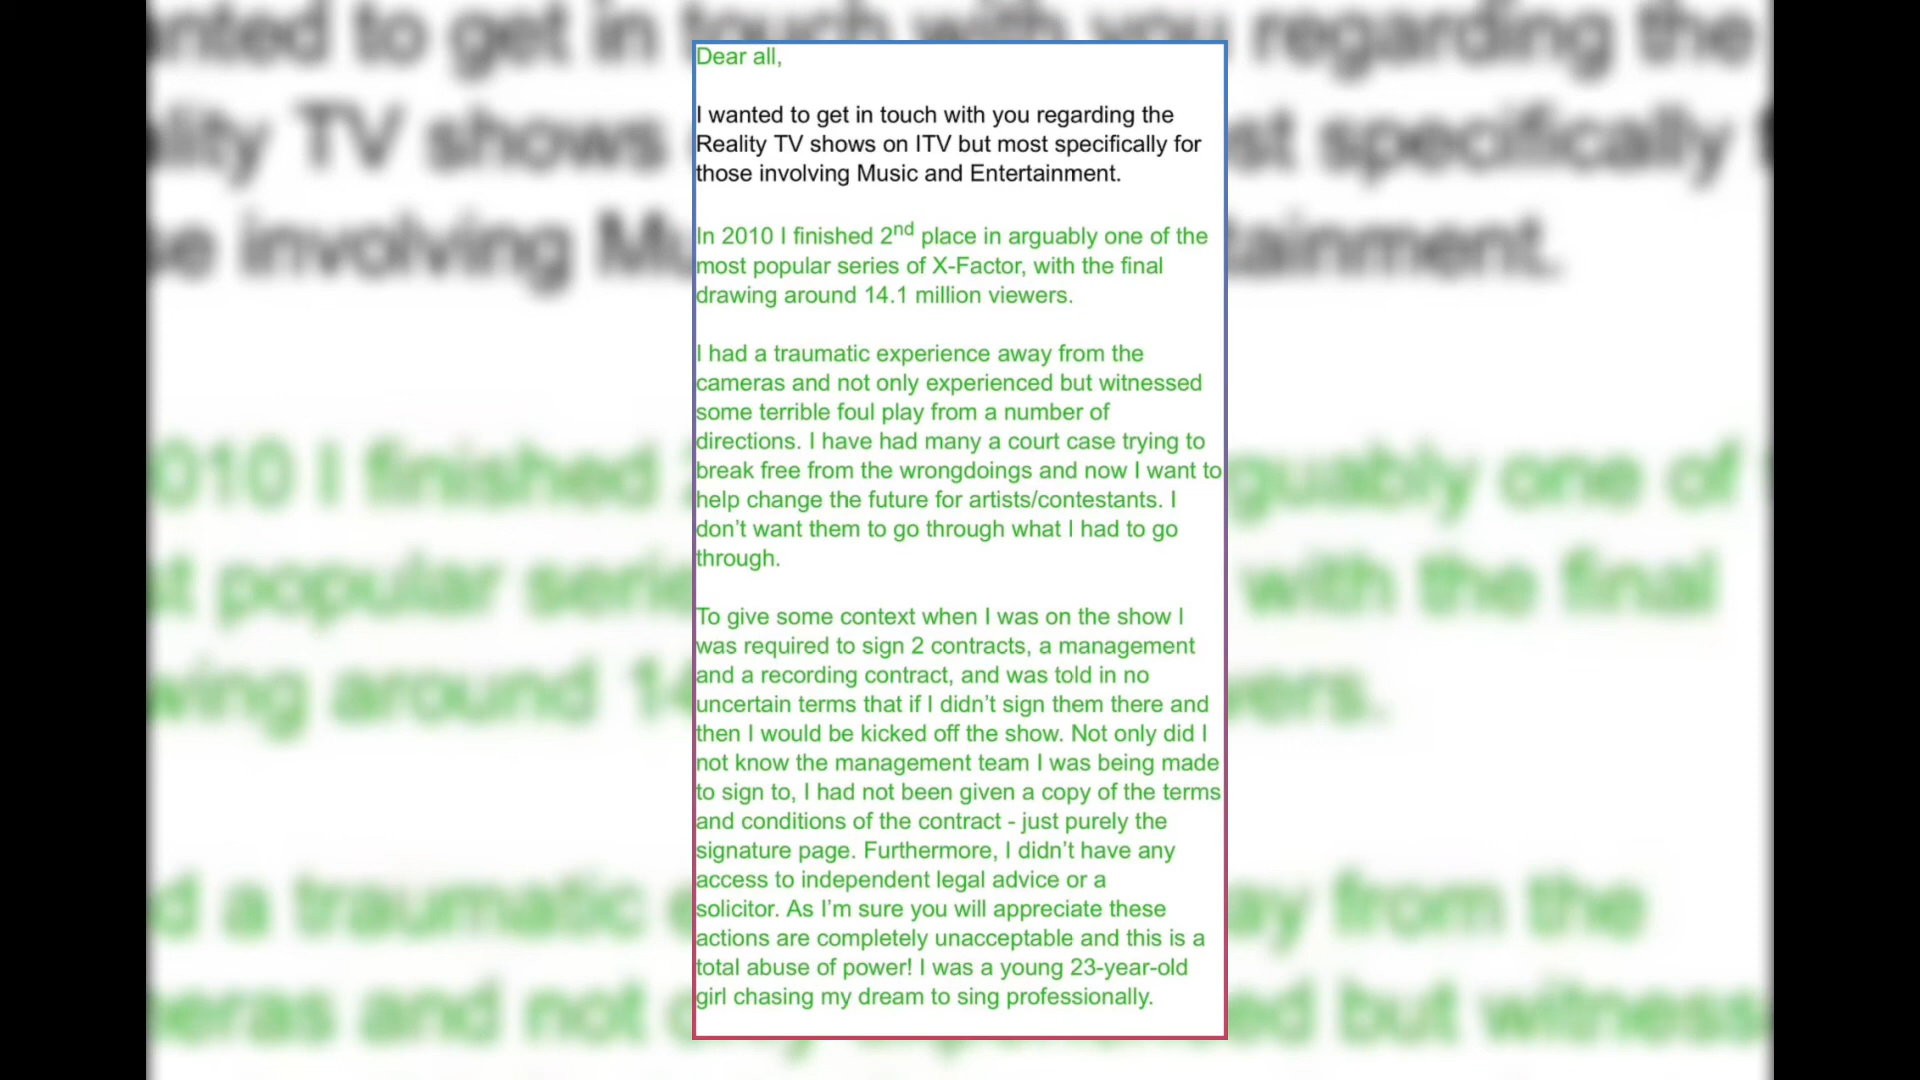 Dear all,
I wanted to get in touch with you regarding the
Reality TV shows on ITV but most specifically for
those involving Music and Entertainment.
In 2010 I finished 2nd place in arguably one of the
most popular series of X-Factor, with the final
drawing around 14.1 million viewers.
I had a traumatic experience away from the
cameras and not only experienced but witnessed
some terrible foul play from a number of
directions. I have had many a court case trying to
break free from the wrongdoings and now I want to
help change the future for artists/contestants. I
don’t want them to go through what I had to go
through.
To give some context when I was on the show I
was required to sign 2 contracts, a management
and a recording contract, and was told in no
uncertain terms that if I didn’t sign them there and
then I would be kicked off the show. Not only did I
not know the management team I was being made
to sign to, I had not been given a copy of the terms
and conditions of the contract - just purely the
signature page. Furthermore, I didn’t have any
access to independent legal advice or a
solicitor. As I’m sure you will appreciate these
actions are completely unacceptable and this is a
total abuse of power! I was a young 23-year-old
girl chasing my dream to sing professionally.